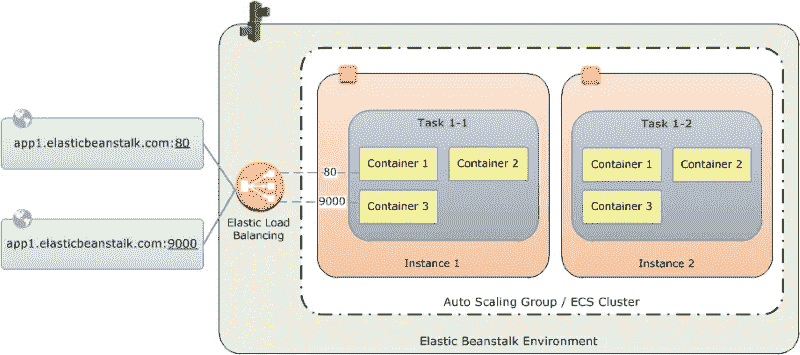 app1.elasticbeanstalk.com:80
app1.elasticbeanstalk.com:9000
Elastic Load
Balancing
80
9000
Task 1-1
Container 1
Container 2
Container 3
Instance 1
Task 1-2
Container 1
Container 2
Container 3
Instance 2
Auto Scaling Group / ECS Cluster
Elastic Beanstalk Environment